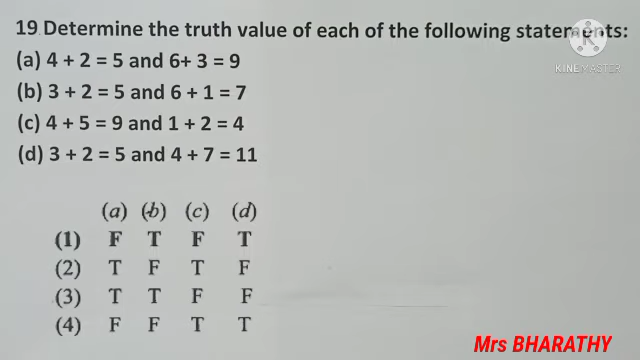 19.Determine the truth value of each of the following statements:
(a) 4 + 2 = 5 and 6+ 3 = 9
(b) 3 + 2 = 5 and 6 + 1 = 7
(c) 4 + 5 = 9 and 1 + 2 = 4
(d) 3 + 2 = 5 and 4 + 7 = 11
(a) (b) (c) (d)
(1) F T F T
(2) T F T F
(3) T T F F
(4) F F T T
K
KINEMASTER
Mrs BHARATHY